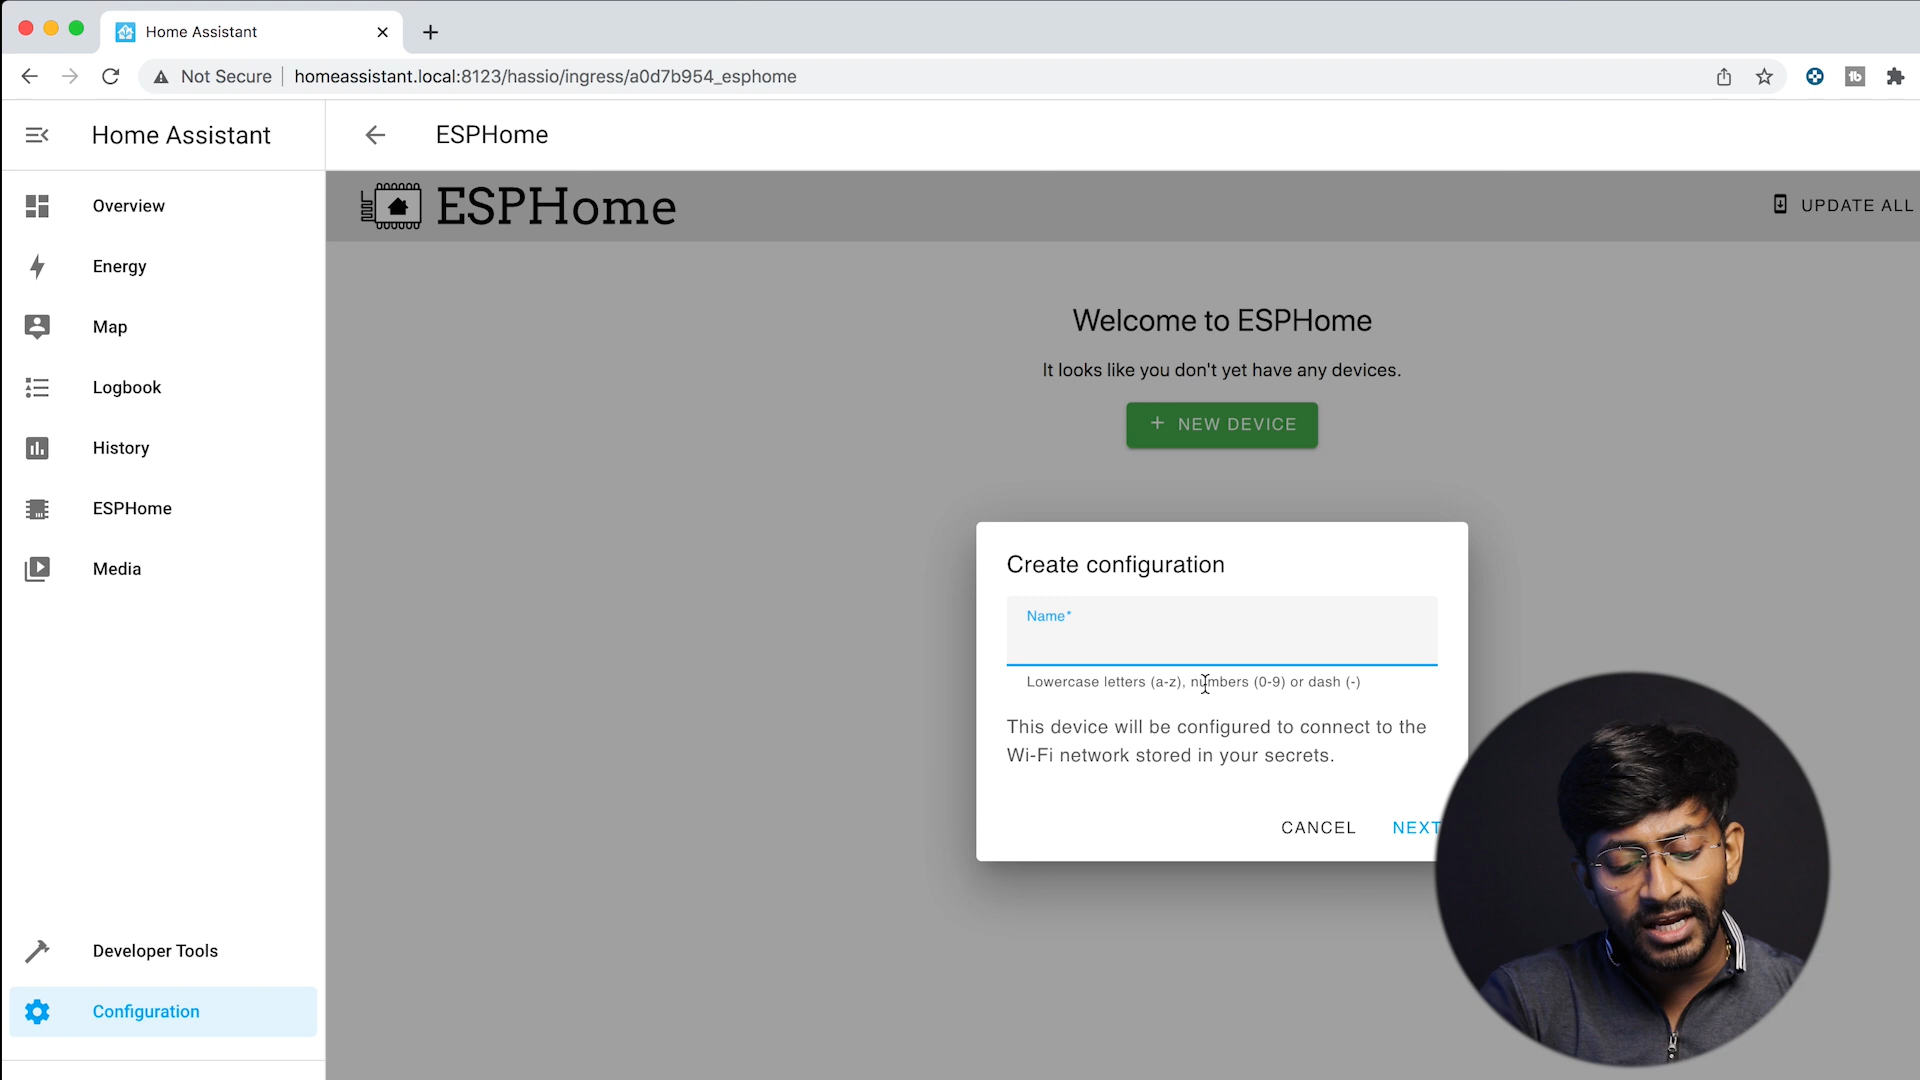 Home Assistant
Not Secure homeassistant.local:8123/hassio/ingress/a0d7b954_esphome
tb
Home Assistant
ESPHome
ESPHome
UPDATE ALL
Overview
Energy
Map
Logbook
History
ESPHome
Media
Developer Tools
Configuration
Welcome to ESPHome
It looks like you don't yet have any devices.
+ NEW DEVICE
Create configuration
Name*
Lowercase letters (a-z), numbers (0-9) or dash (-)
This device will be configured to connect to the
Wi-Fi network stored in your secrets.
CANCEL
NEXT